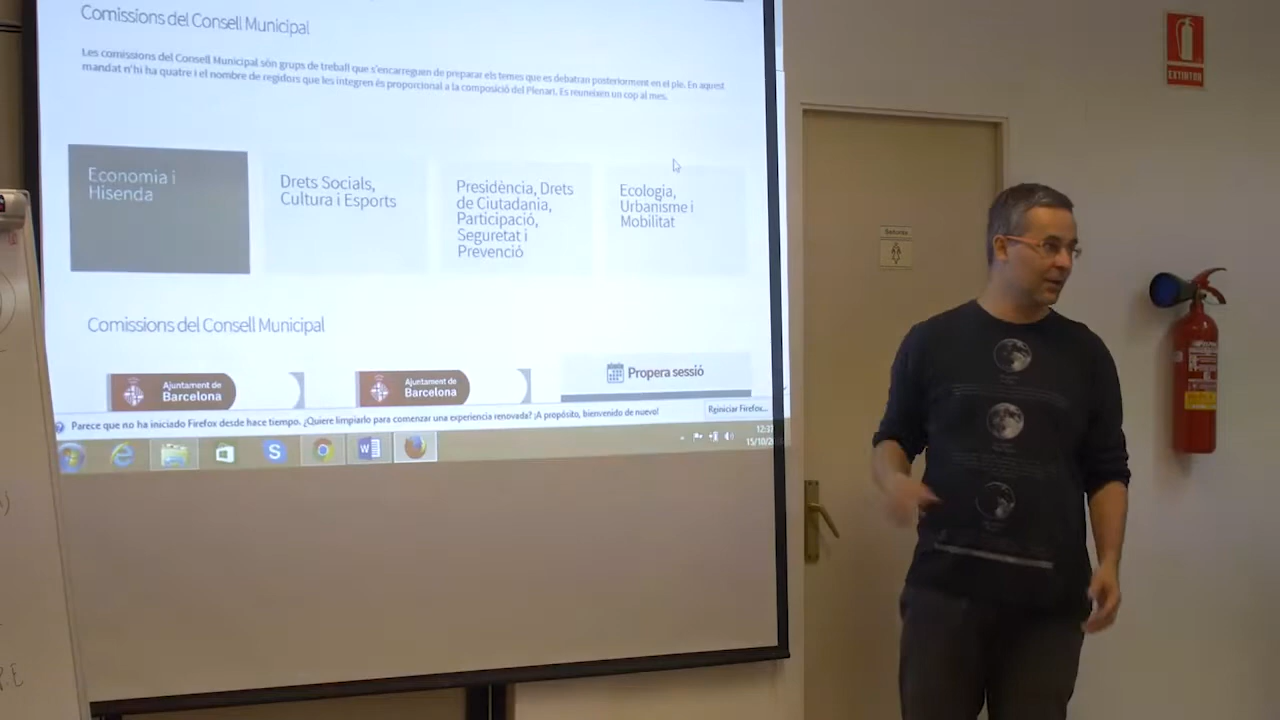 Comissions del Consell Municipal
Les comissions del Consell Municipal són grups de treball que s'encarreguen de preparar els temes que es debatran posteriorment en el ple. En aquest
mandat n'hi ha quatre i el nombre de regidors que les integren és proporcional a la composició del Plenari. Es reuneixen un cop al mes.
Economia i
Hisenda
Drets Socials,
Cultura i Esports
Presidència, Drets
de Ciutadania,
Participació,
Seguretat i
Prevenció
Ecologia,
Urbanisme i
Mobilitat
Comissions del Consell Municipal
Ajuntament de
Barcelona
Ajuntament de
Barcelona
Propera sessió
Parece que no ha iniciado Firefox desde hace tiempo. ¿Quiere limpiarlo para comenzar una experiencia renovada? ¡A propósito, bienvenido de nuevo!
Reiniciar Firefox...
15/10/
EXTINTOR
Señoras
P.E